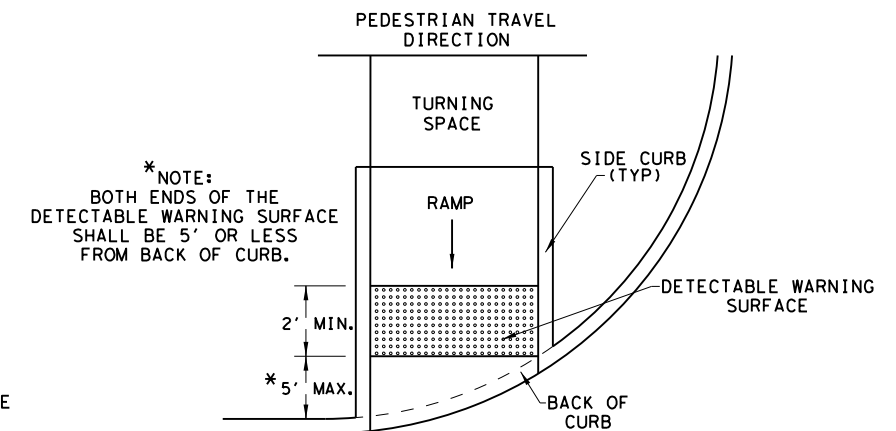 PEDESTRIAN TRAVEL
DIRECTION
TURNING
SPACE
SIDE CURB
(TYP)
*NOTE:
BOTH ENDS OF THE
DETECTABLE WARNING SURFACE
SHALL BE 5' OR LESS
FROM BACK OF CURB.
RAMP
DETECTABLE WARNING
SURFACE
2' MIN.
*5' MAX.
E
BACK OF
CURB